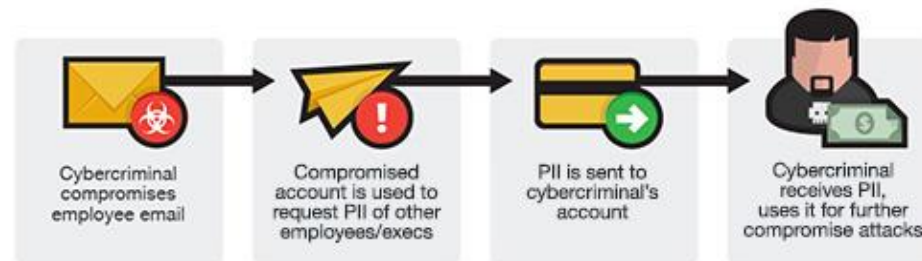 Cybercriminal
compromises
employee email
Compromised
account is used to
request PII of other
employees/execs
PII is sent to
cybercriminal's
account
Cybercriminal
receives PII,
uses it for further
compromise attacks